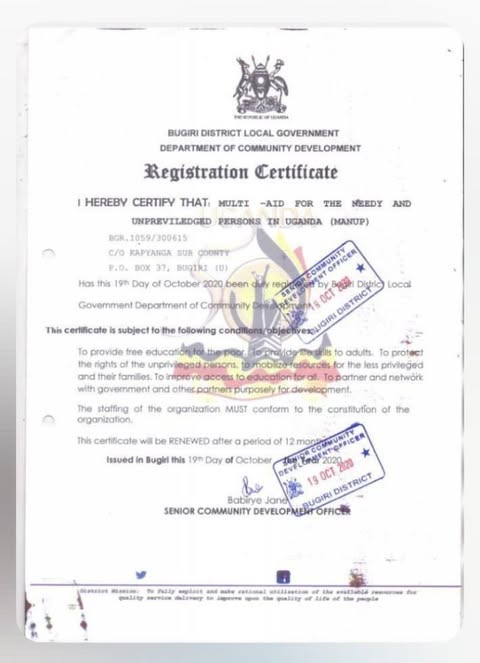 THE REPUBLIC OF UGANDA
BUGIRI DISTRICT LOCAL GOVERNMENT
DEPARTMENT OF COMMUNITY DEVELOPMENT
Registration Certificate
I HEREBY CERTIFY THAT: MULTI -AID FOR THE NEEDY AND
UNPREVILEDGED PERSONS IN UGANDA (MANUP)
UGANDA
BGR.1059/300615
C/O KAPYANGA SUB COUNTY
P.O. BOX 37, BUGIRI (U)
Has this 19th Day of October 2020 been duly registered by Bugiri District Local
Government Department of Community Development
SENIOR COMMUNITY
DEVELOPMENT OFFICER
19 OCT 2020
BUGIRI DISTRICT
This certificate is subject to the following conditions/objectives:
To provide free education for the poor. To provide life skills to adults. To protect
the rights of the unprivileged persons, to mobilize resources for the less privileged
and their families. To improve access to education for all. To partner and network
with government and other partners purposely for development.
The staffing of the organization MUST conform to the constitution of the
organization.
This certificate will be RENEWED after a period of 12 months
Issued in Bugiri this 19th Day of October Year 2020
SENIOR COMMUNITY
DEVELOPMENT OFFICER
19 OCT 2020
BUGIRI DISTRICT
Babirye Jane
SENIOR COMMUNITY DEVELOPMENT OFFICER
District Mission: To fully exploit and make rational utilization of the available resources for
quality service delivery to improve upon the quality of life of the people